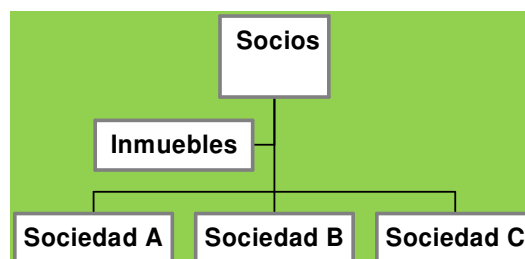 Socios
Inmuebles
Sociedad A
Sociedad B
Sociedad C